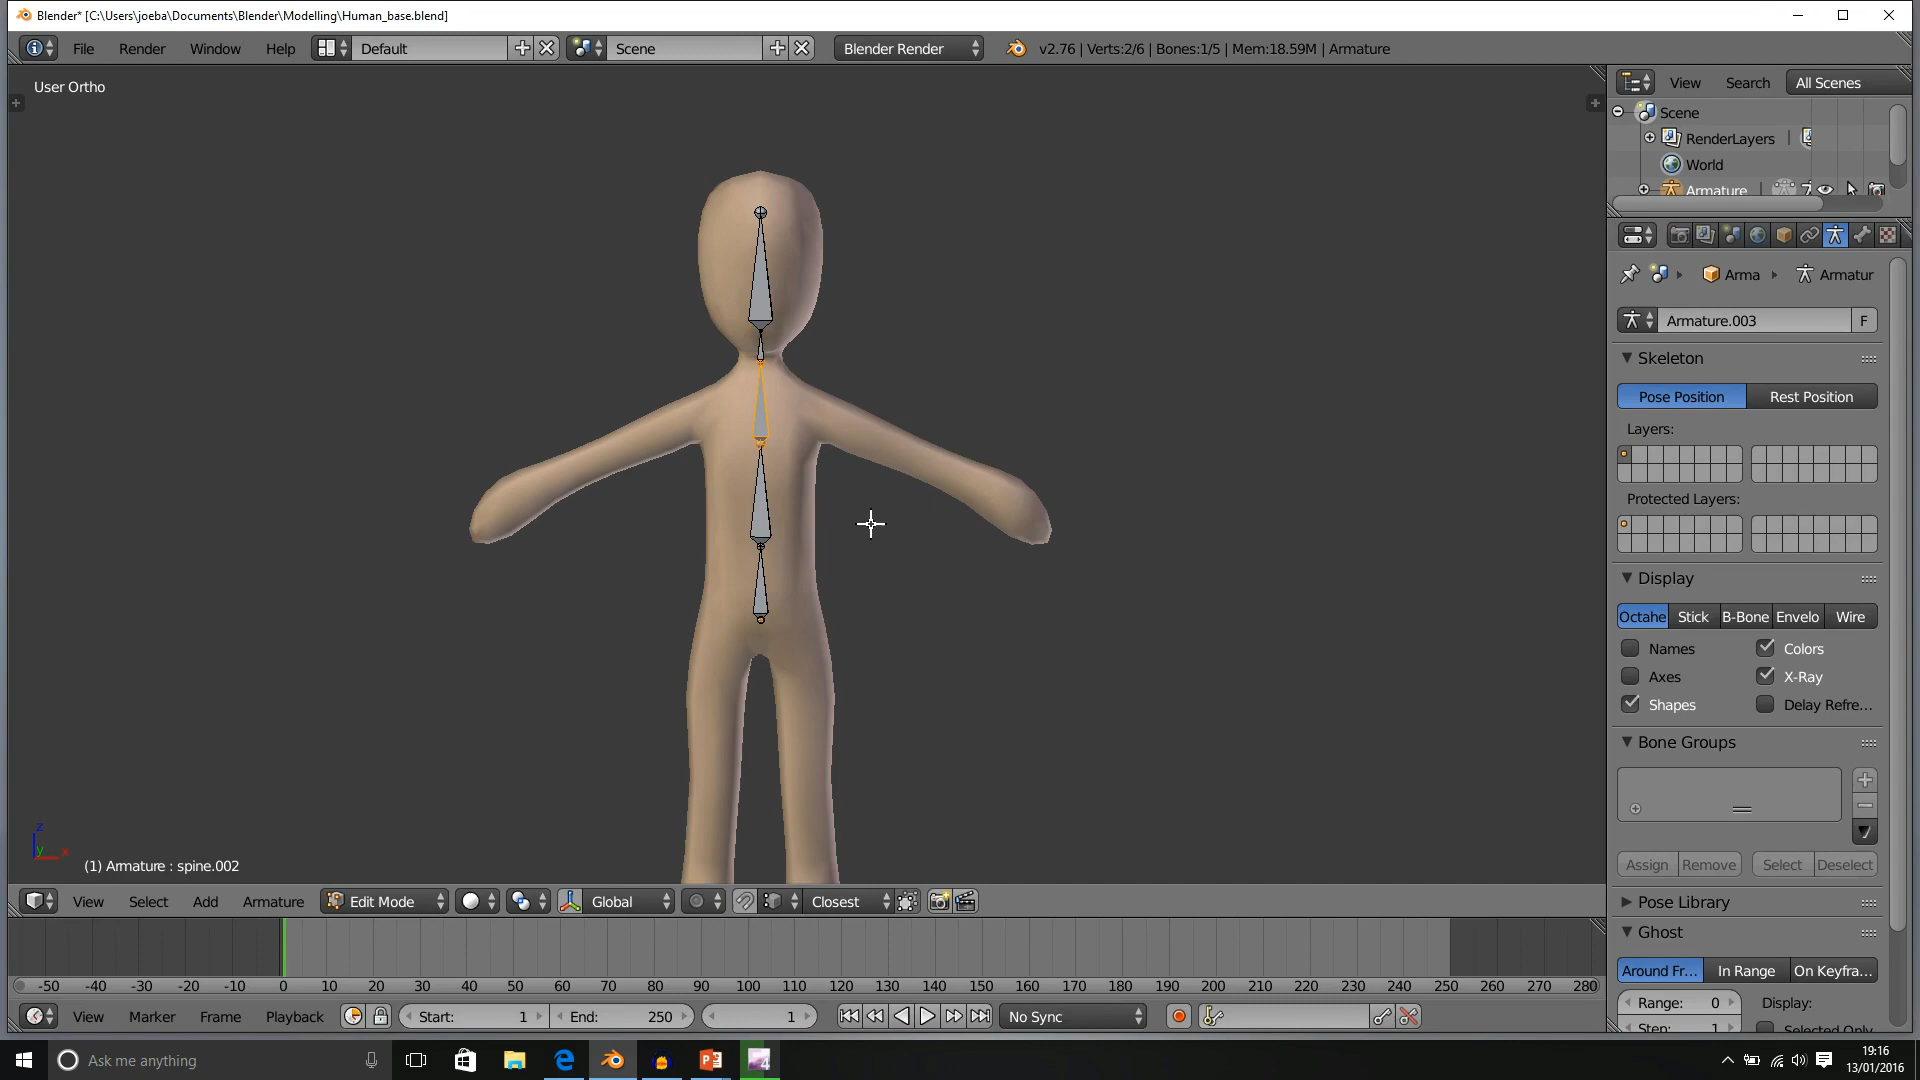 Blender* [C:\Users\joeba\Documents\Blender\Modelling\Human_base.blend]
File Render Window Help Default Scene Blender Render v2.76 | Verts:2/6 | Bones:1/5 | Mem:18.59M | Armature
User Ortho
View Search All Scenes
Scene
RenderLayers
World
Armature
Arma Armatur
Armature.003 F
Skeleton
Pose Position Rest Position
Layers:
Protected Layers:
Display
Octahe Stick B-Bone Envelo Wire
Names Colors
Axes X-Ray
Shapes Delay Refre...
Bone Groups
Assign Remove Select Deselect
Pose Library
Ghost
Around Fr... In Range On Keyfra...
Range: 0 Display:
Step: 1 Selected Only
z
y x
(1) Armature : spine.002
View Select Add Armature Edit Mode Global Closest
-50 -40 -30 -20 -10 0 10 20 30 40 50 60 70 80 90 100 110 120 130 140 150 160 170 180 190 200 210 220 230 240 250 260 270 280
View Marker Frame Playback Start: 1 End: 250 1 No Sync
Ask me anything
19:16
13/01/2016